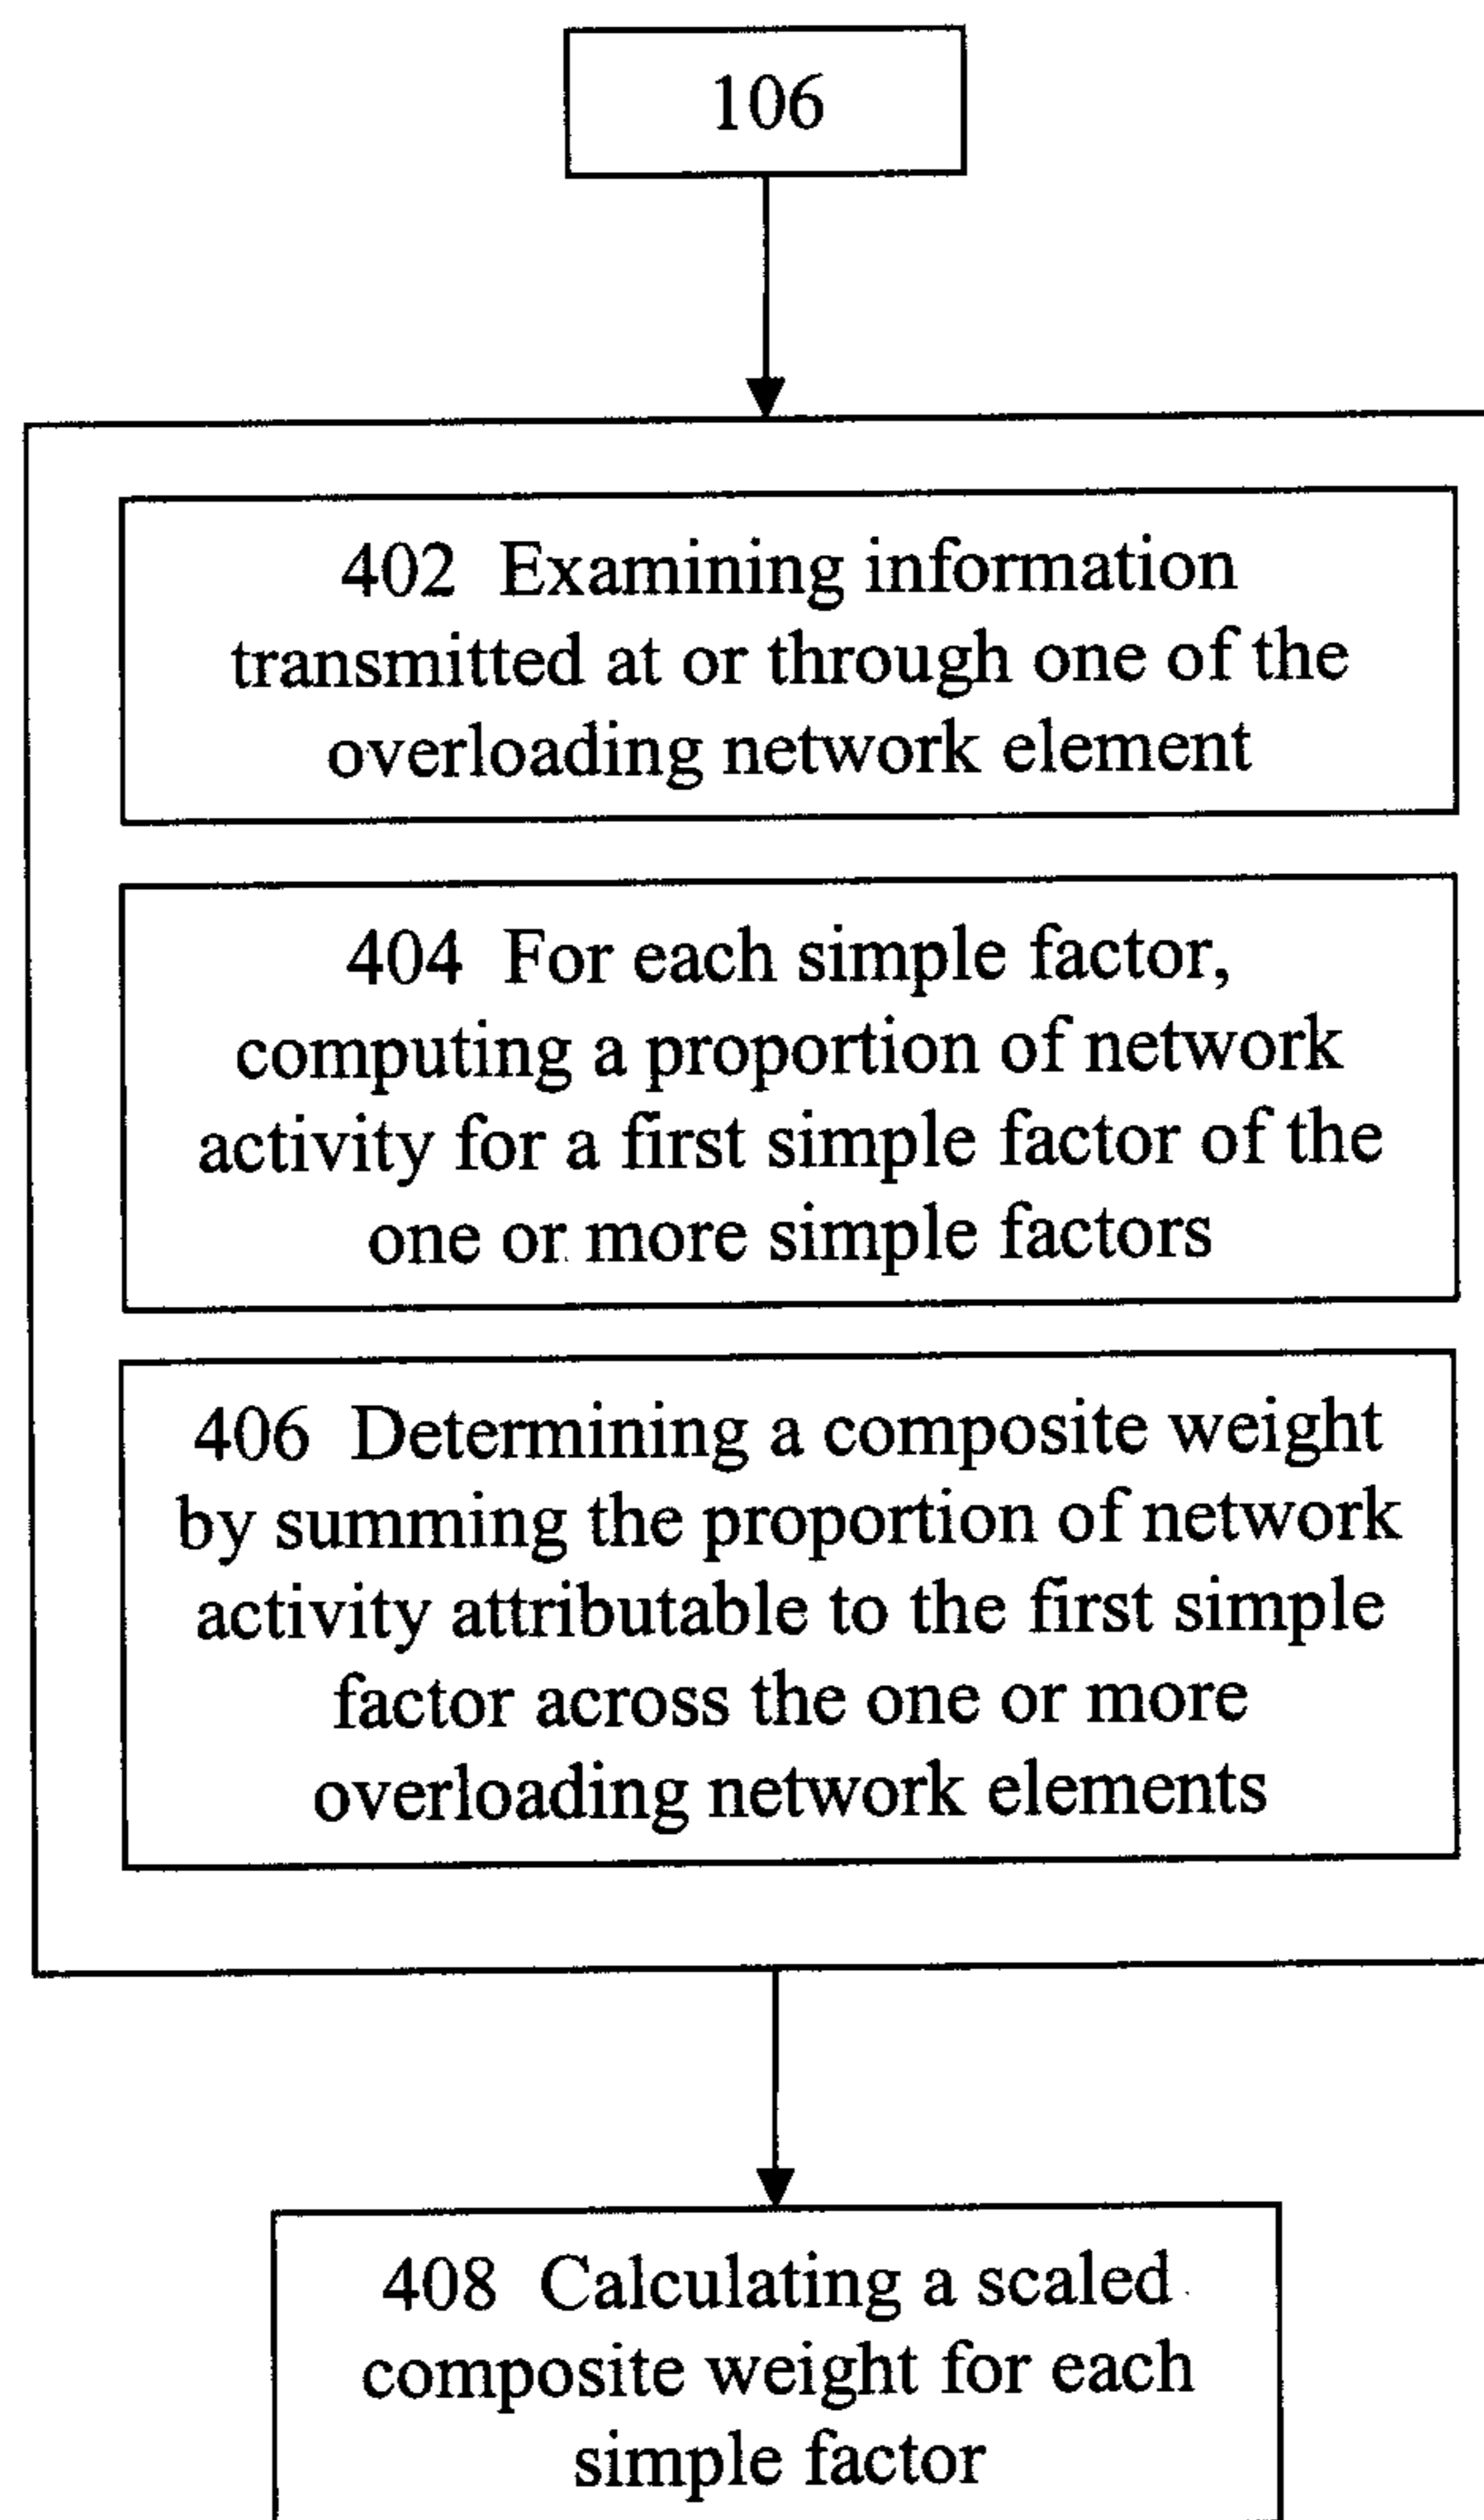 106
402 Examining information
transmitted at or through one of the
overloading network element
404 For each simple factor,
computing a proportion of network
activity for a first simple factor of the
one or more simple factors
406 Determining a composite weight
by summing the proportion of network
activity attributable to the first simple
factor across the one or more
overloading network elements
408 Calculating a scaled
composite weight for each
simple factor